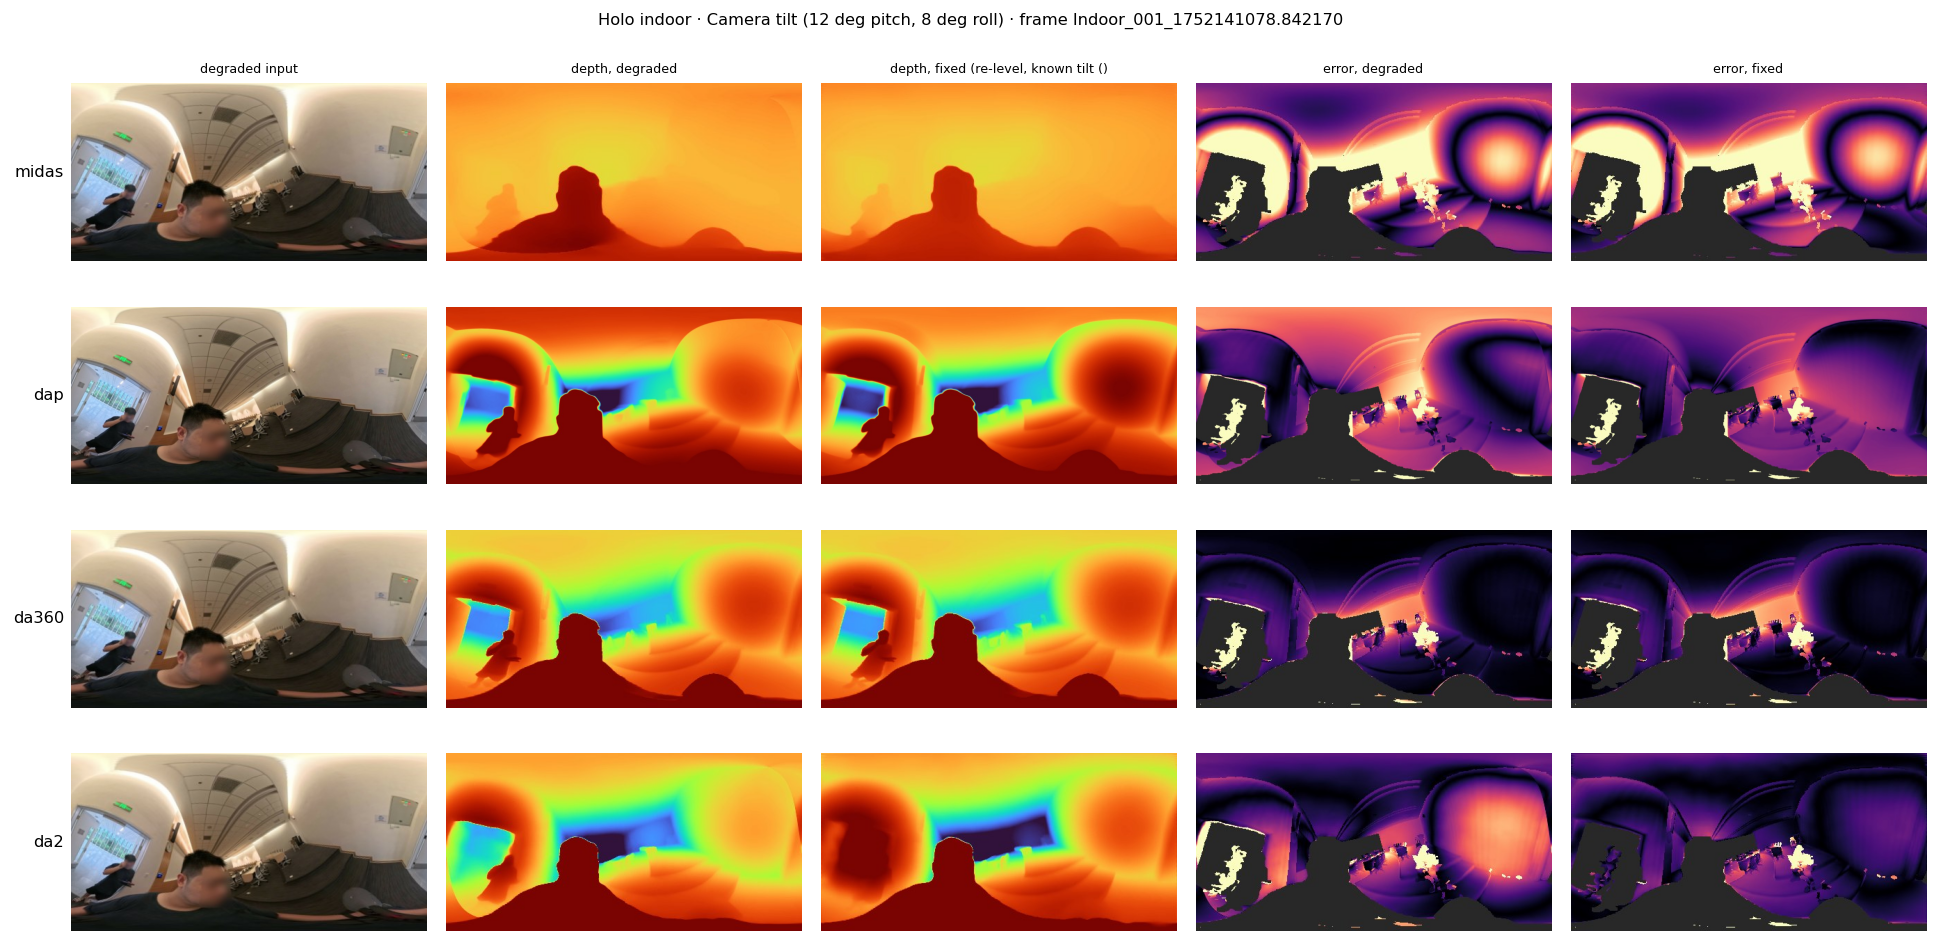 Holo indoor · Camera tilt (12 deg pitch, 8 deg roll) · frame Indoor_001_1752141078.842170
degraded input
depth, degraded
depth, fixed (re-level, known tilt ()
error, degraded
error, fixed
midas
dap
da360
da2